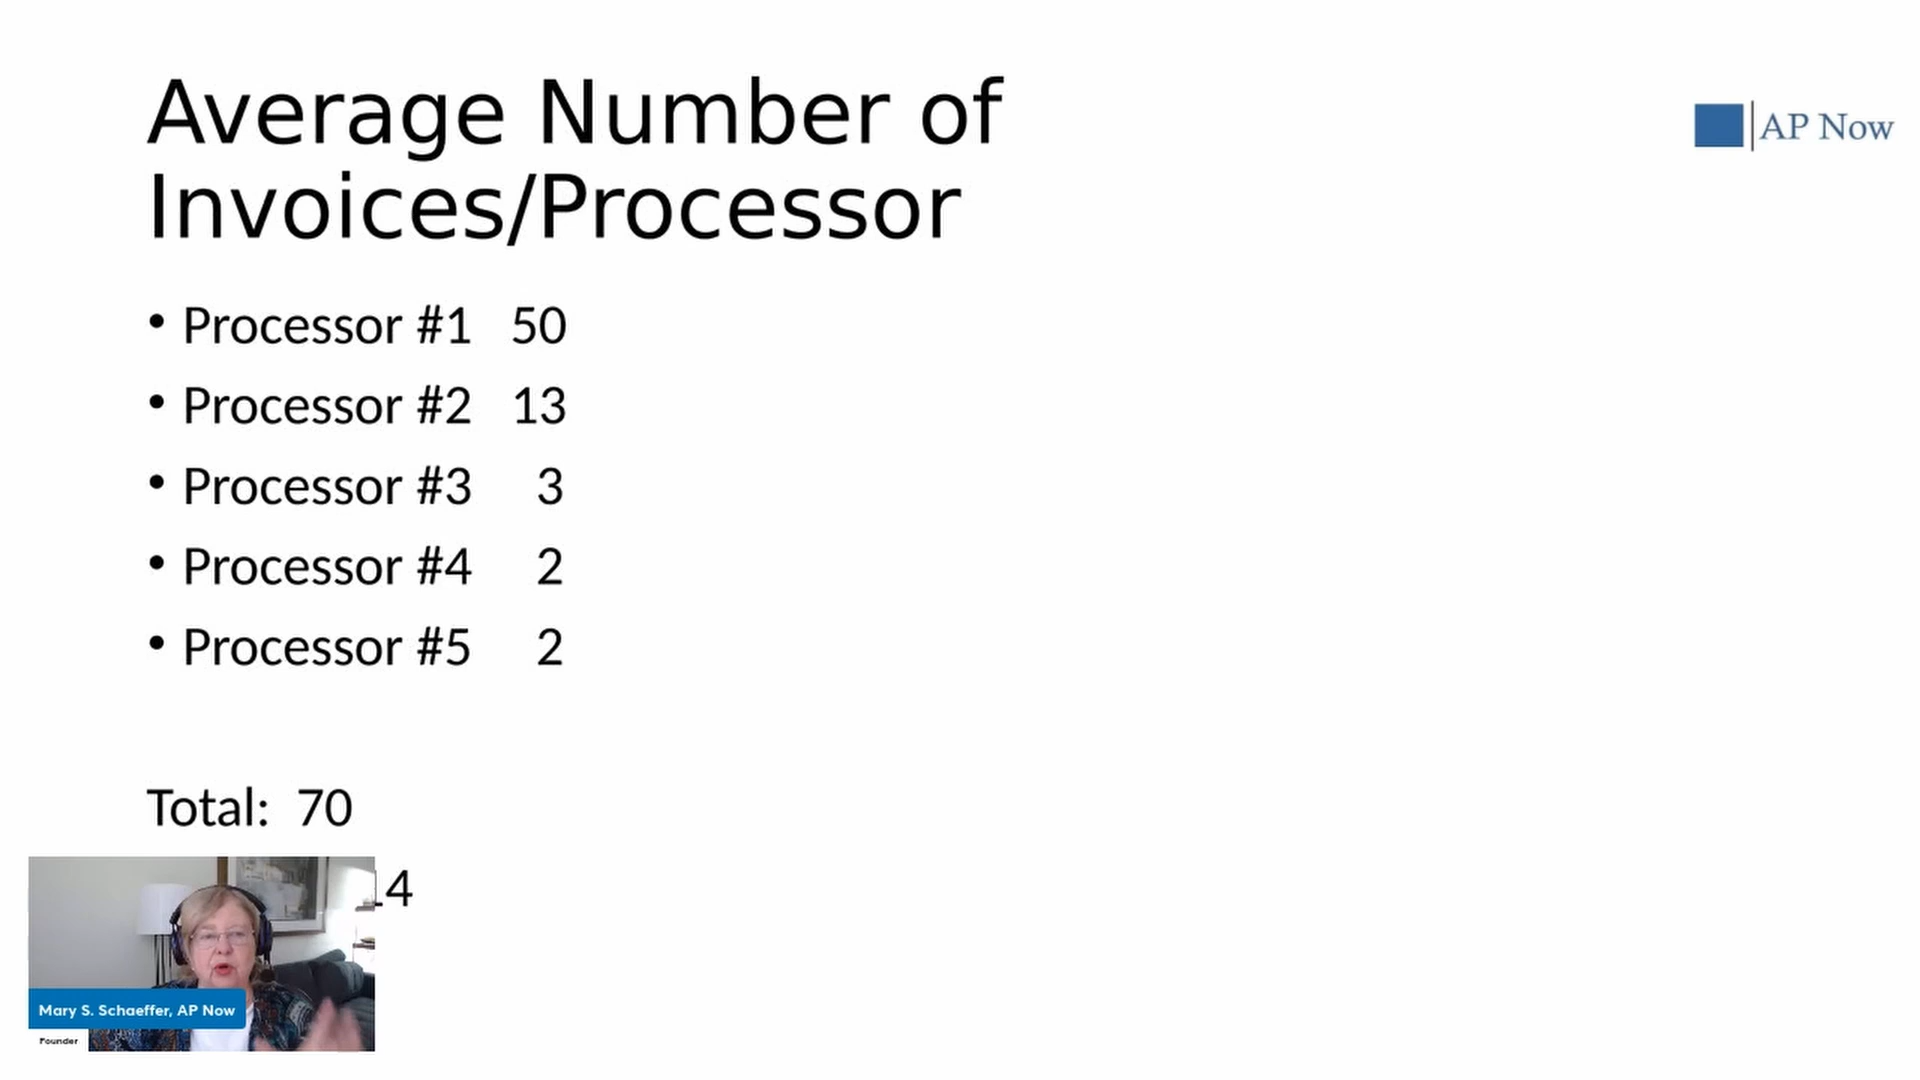 Average Number of
Invoices/Processor
AP Now
• Processor #1 50
• Processor #2 13
• Processor #3 3
• Processor #4 2
• Processor #5 2
Total: 70
14
Mary S. Schaeffer, AP Now
Founder